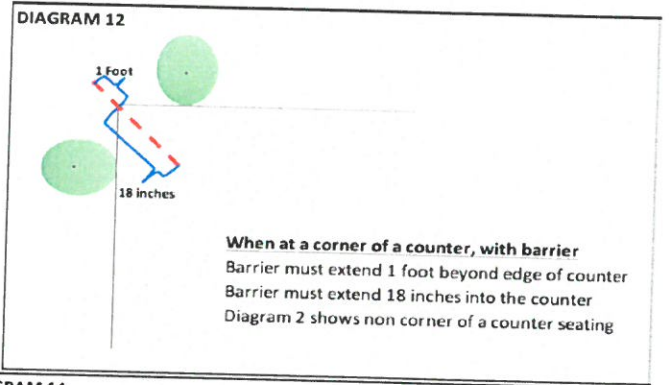 DIAGRAM 12
1 Foot
18 inches
When at a corner of a counter, with barrier
Barrier must extend 1 foot beyond edge of counter
Barrier must extend 18 inches into the counter
Diagram 2 shows non corner of a counter seating